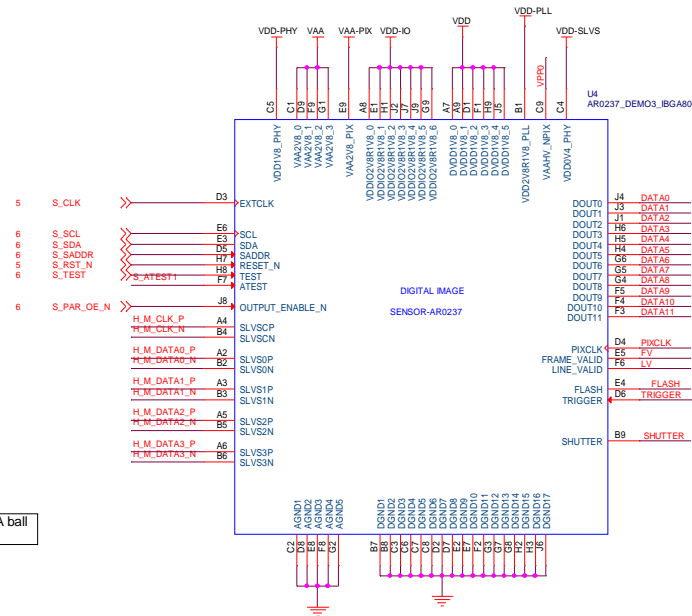 VDD-PLL
VDD-PHY VAA VAA-PIX VDD-IO VDD VDD-SLVS
VPP0
U4
AR0237_DEMO3_IBGA80
C5 C1 D9 F9 G1 E9 A8 E1 H1 J2 J7 J9 G9 A7 A9 D1 F1 H9 J5 B1 C9 C4
VDD1V8_PHY
VAA2V8_0
VAA2V8_1
VAA2V8_2
VAA2V8_3
VAA2V8_PIX
VDDIO2V8R1V8_0
VDDIO2V8R1V8_1
VDDIO2V8R1V8_2
VDDIO2V8R1V8_3
VDDIO2V8R1V8_4
VDDIO2V8R1V8_5
VDDIO2V8R1V8_6
DVDD1V8_0
DVDD1V8_1
DVDD1V8_2
DVDD1V8_3
DVDD1V8_4
DVDD1V8_5
VDD2V8R1V8_PLL
VAAHV_NPIX
VDD0V4_PHY
5 S_CLK D3 EXTCLK
6 S_SCL E6 SCL
6 S_SDA E3 SDA
6 S_SADDR D5 SADDR
5 S_RST_N H7 RESET_N
6 S_TEST H8 TEST
S_ATEST1 F7 ATEST
6 S_PAR_OE_N J8 OUTPUT_ENABLE_N
H_M_CLK_P A4 SLVSCP
H_M_CLK_N B4 SLVSCN
H_M_DATA0_P A2 SLVS0P
H_M_DATA0_N B2 SLVS0N
H_M_DATA1_P A3 SLVS1P
H_M_DATA1_N B3 SLVS1N
H_M_DATA2_P A5 SLVS2P
H_M_DATA2_N B5 SLVS2N
H_M_DATA3_P A6 SLVS3P
H_M_DATA3_N B6 SLVS3N
DIGITAL IMAGE
SENSOR-AR0237
DOUT0 J4 DATA0
DOUT1 J3 DATA1
DOUT2 J1 DATA2
DOUT3 H6 DATA3
DOUT4 H5 DATA4
DOUT5 H4 DATA5
DOUT6 G6 DATA6
DOUT7 G5 DATA7
DOUT8 G4 DATA8
DOUT9 F5 DATA9
DOUT10 F4 DATA10
DOUT11 F3 DATA11
PIXCLK D4 PIXCLK
FRAME_VALID E5 FV
LINE_VALID F6 LV
FLASH E4 FLASH
TRIGGER D6 TRIGGER
SHUTTER B9 SHUTTER
A ball
AGND1
AGND2
AGND3
AGND4
AGND5
DGND1
DGND2
DGND3
DGND4
DGND5
DGND6
DGND7
DGND8
DGND9
DGND10
DGND11
DGND12
DGND13
DGND14
DGND15
DGND16
DGND17
C2 D8 E8 F8 G2 B7 B8 C3 C6 C7 C8 D2 D7 E2 E7 F2 G3 G7 G8 H2 H3 J6